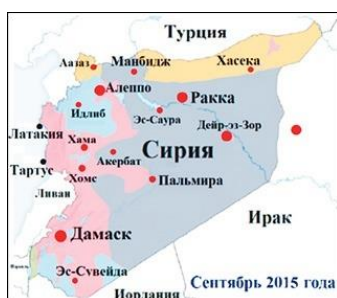 Турция
Аазаз
Манбидж
Хасека
Алеппо
Ракка
Идлиб
Эс-Саура
Латакия
Дейр-эз-Зор
Хама
Сирия
Акербат
Тартус
Хомс
Пальмира
Ливан
Ирак
Дамаск
Эс-Сувейда
Сентябрь 2015 года
Иордания